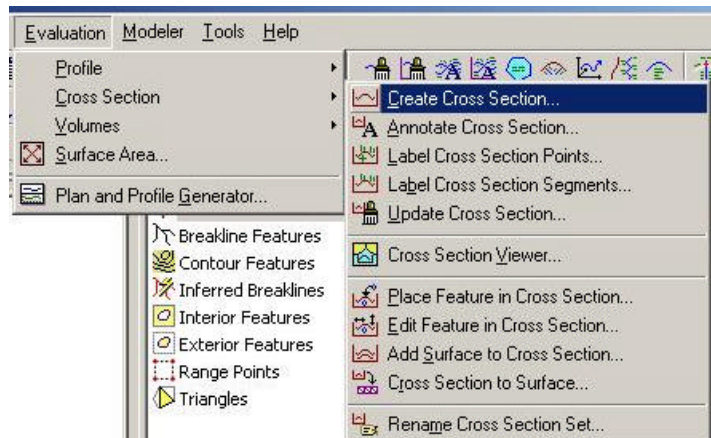 Evaluation Modeler Tools Help
Profile
Cross Section
Volumes
Surface Area...
Plan and Profile Generator...
Create Cross Section...
Annotate Cross Section...
Label Cross Section Points...
Label Cross Section Segments...
Update Cross Section...
Cross Section Viewer...
Place Feature in Cross Section...
Edit Feature in Cross Section...
Add Surface to Cross Section...
Cross Section to Surface...
Rename Cross Section Set...
Breakline Features
Contour Features
Inferred Breaklines
Interior Features
Exterior Features
Range Points
Triangles